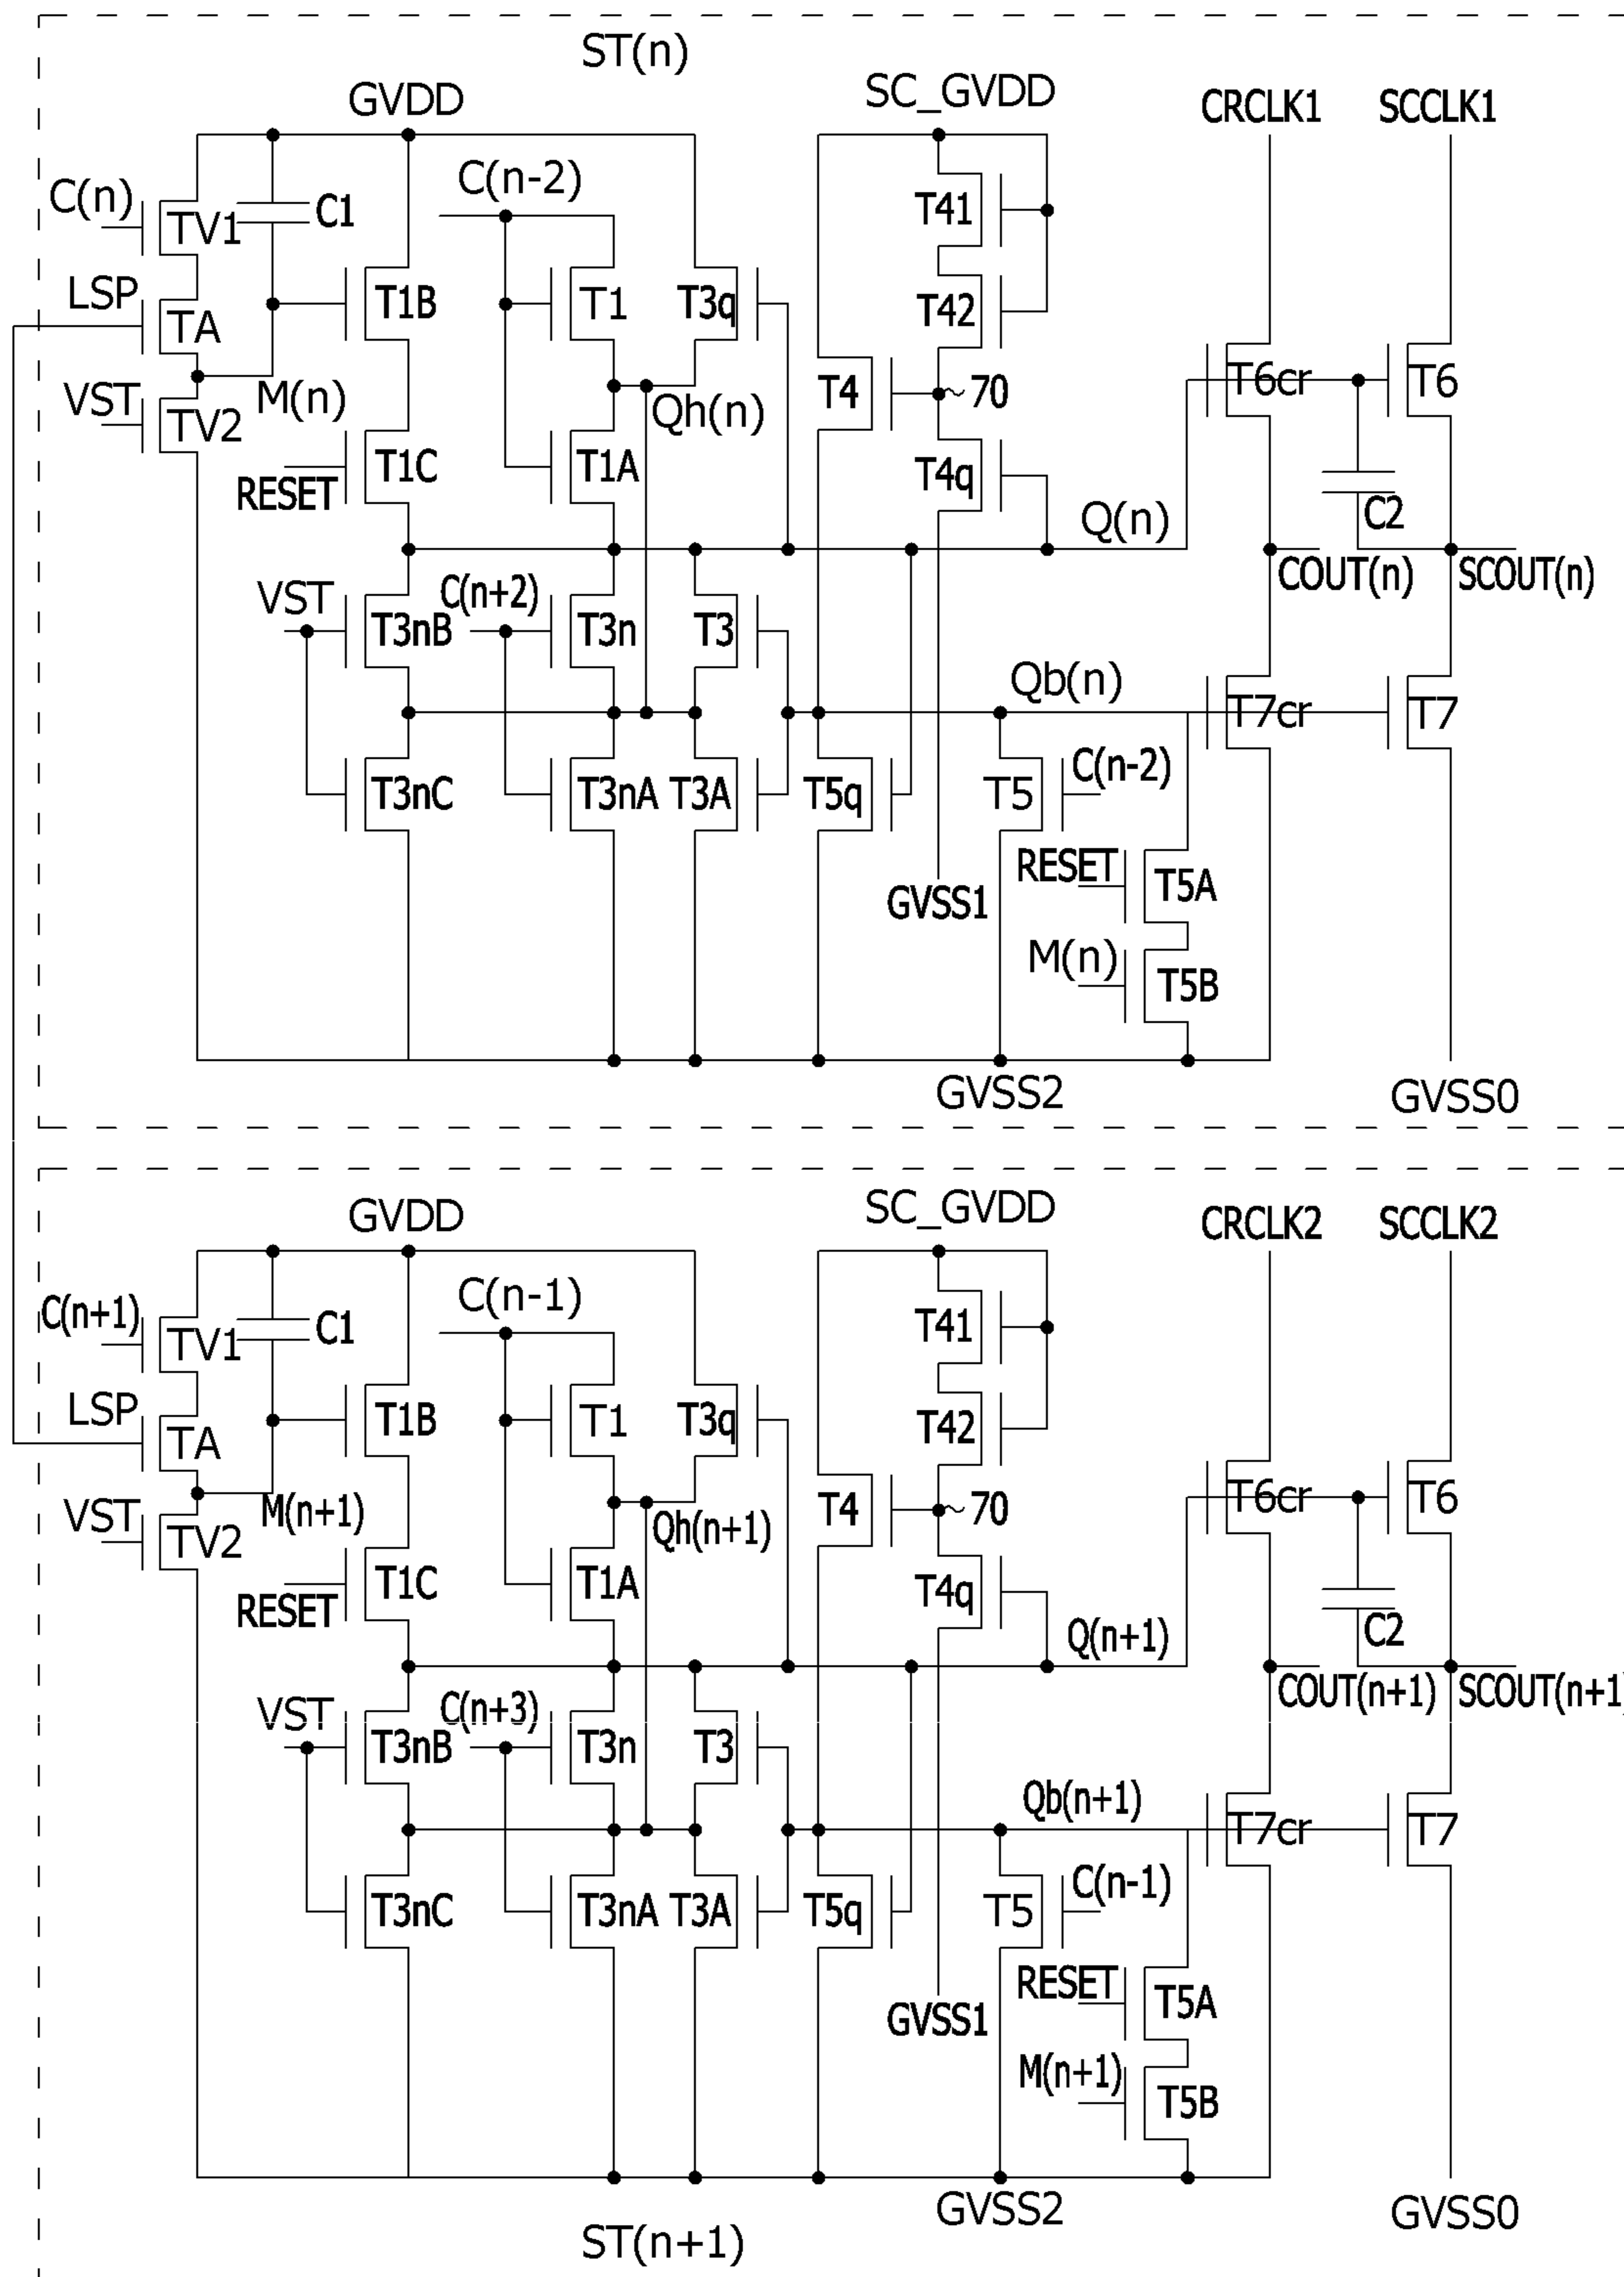 ST(n)
GVDD
SC_GVDD
CRCLK1
SCCLK1
C(n)
C(n-2)
TV1
C1
T41
LSP
TA
T1B
T1
T3q
T42
VST
TV2
M(n)
Qh(n)
T4
70
T6cr
T6
RESET
T1C
T1A
T4q
C2
Q(n)
COUT(n)
SCOUT(n)
VST
C(n+2)
T3nB
T3n
T3
Qb(n)
T7cr
T7
T3nC
T3nA
T3A
T5q
T5
C(n-2)
RESET
T5A
GVSS1
M(n)
T5B
GVSS2
GVSS0
GVDD
SC_GVDD
CRCLK2
SCCLK2
C(n+1)
C(n-1)
TV1
C1
T41
LSP
TA
T1B
T1
T3q
T42
VST
TV2
M(n+1)
Qh(n+1)
T4
70
T6cr
T6
RESET
T1C
T1A
T4q
C2
Q(n+1)
COUT(n+1)
SCOUT(n+1)
VST
C(n+3)
T3nB
T3n
T3
Qb(n+1)
T7cr
T7
T3nC
T3nA
T3A
T5q
T5
C(n-1)
RESET
T5A
GVSS1
M(n+1)
T5B
GVSS2
GVSS0
ST(n+1)